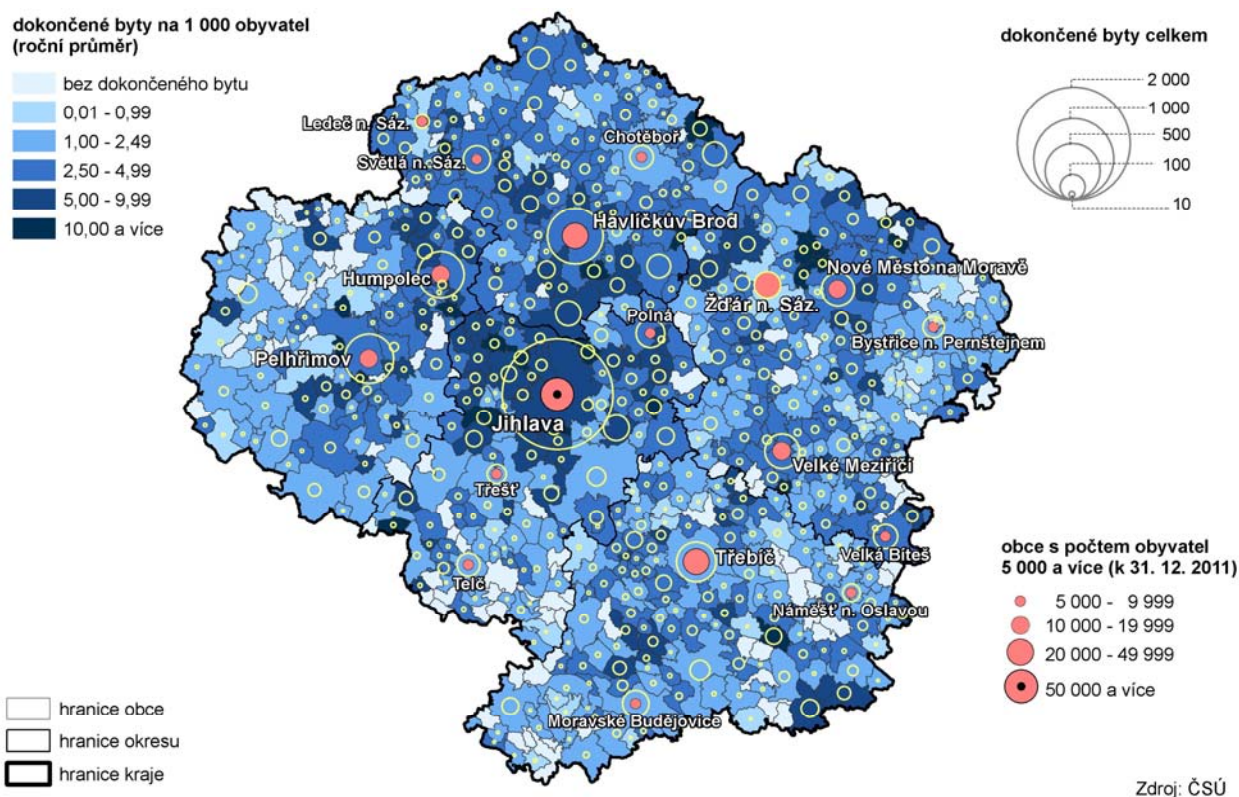 dokončené byty na 1 000 obyvatel
(roční průměr)
bez dokončeného bytu
0,01 - 0,99
1,00 - 2,49
2,50 - 4,99
5,00 - 9,99
10,00 a více
dokončené byty celkem
2 000
1 000
500
100
10
Ledeč n. Sáz.
Světlá n. Sáz.
Chotěboř
Havlíčkův Brod
Humpolec
Nové Město na Moravě
Žďár n. Sáz.
Polná
Bystřice n. Pernštejnem
Pelhřimov
Jihlava
Velké Meziříčí
Třešť
Velká Bíteš
Třebíč
Telč
Náměšť n. Oslavou
Moravské Budějovice
obce s počtem obyvatel
5 000 a více (k 31. 12. 2011)
5 000 - 9 999
10 000 - 19 999
20 000 - 49 999
50 000 a více
hranice obce
hranice okresu
hranice kraje
Zdroj: ČSÚ